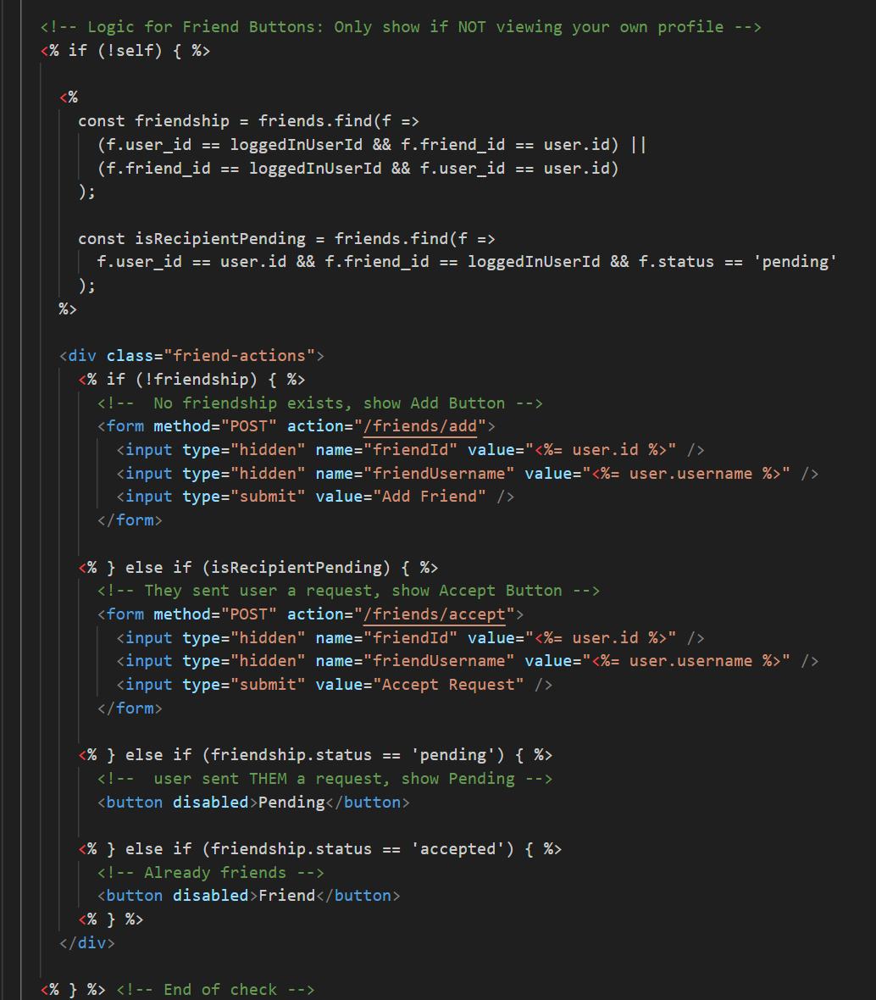 <!-- Logic for Friend Buttons: Only show if NOT viewing your own profile -->
<% if (!self) { %>
<%
const friendship = friends.find(f =>
(f.user_id == loggedInUserId && f.friend_id == user.id) ||
(f.friend_id == loggedInUserId && f.user_id == user.id)
);
const isRecipientPending = friends.find(f =>
f.user_id == user.id && f.friend_id == loggedInUserId && f.status == 'pending'
);
%>
<div class="friend-actions">
<% if (!friendship) { %>
<!--  No friendship exists, show Add Button -->
<form method="POST" action="/friends/add">
<input type="hidden" name="friendId" value="<%= user.id %>" />
<input type="hidden" name="friendUsername" value="<%= user.username %>" />
<input type="submit" value="Add Friend" />
</form>
<% } else if (isRecipientPending) { %>
<!-- They sent user a request, show Accept Button -->
<form method="POST" action="/friends/accept">
<input type="hidden" name="friendId" value="<%= user.id %>" />
<input type="hidden" name="friendUsername" value="<%= user.username %>" />
<input type="submit" value="Accept Request" />
</form>
<% } else if (friendship.status == 'pending') { %>
<!--  user sent THEM a request, show Pending -->
<button disabled>Pending</button>
<% } else if (friendship.status == 'accepted') { %>
<!-- Already friends -->
<button disabled>Friend</button>
<% } %>
</div>
<% } %> <!-- End of check -->